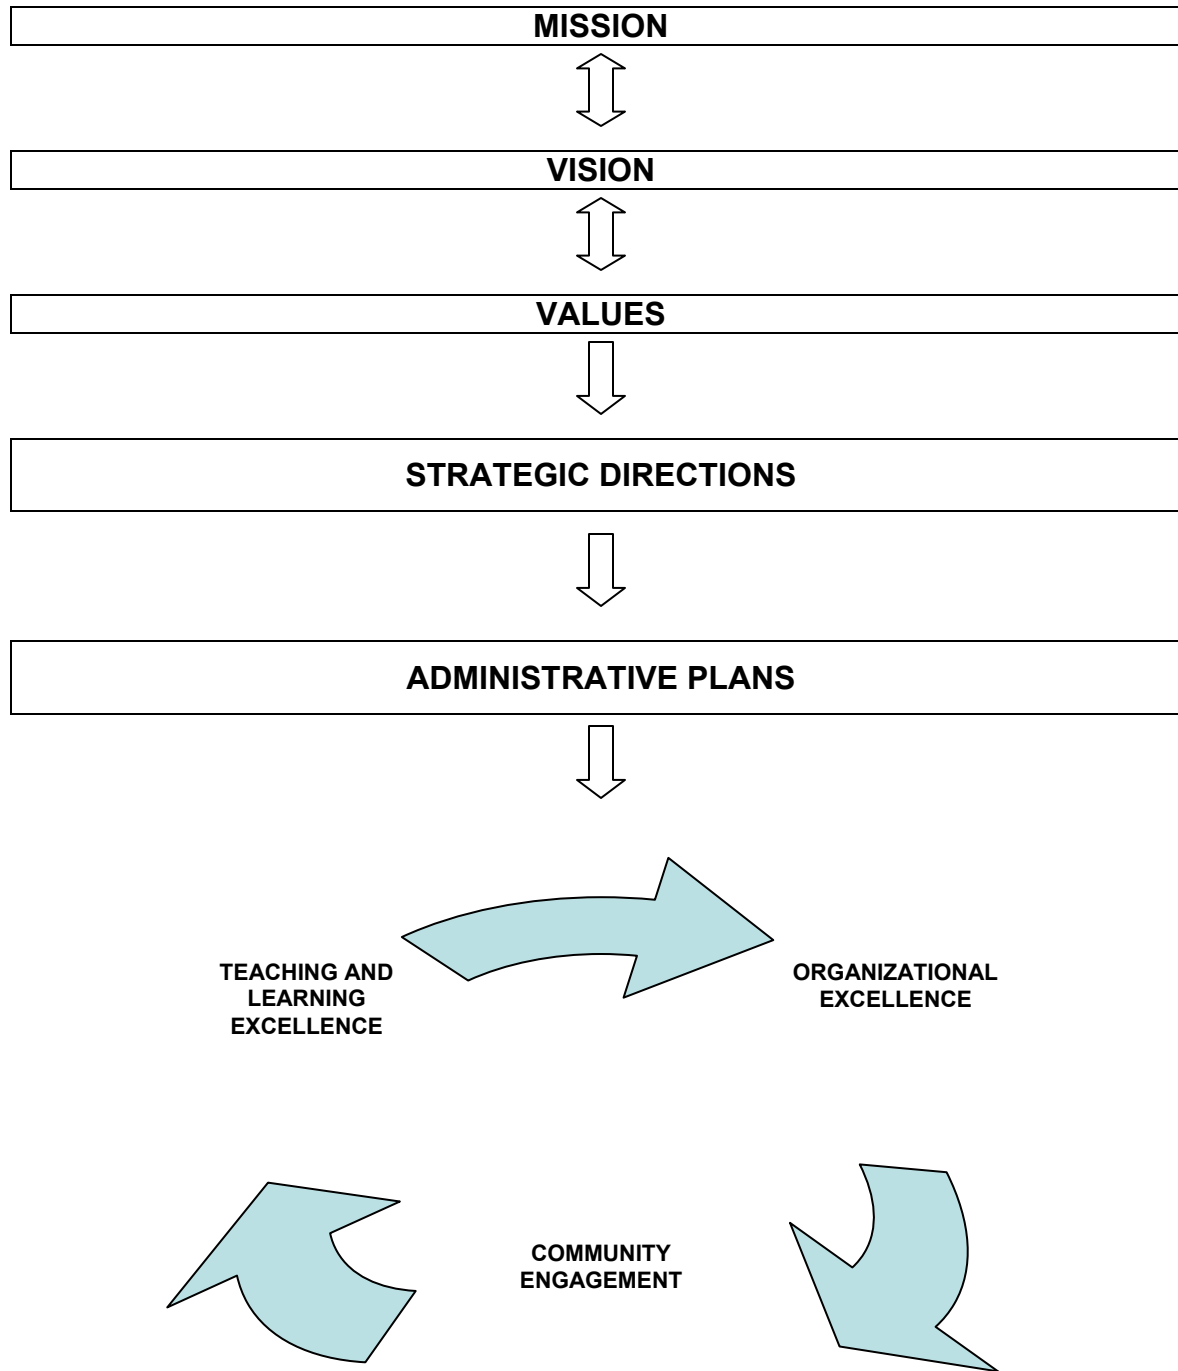 MISSION
VISION
VALUES
STRATEGIC DIRECTIONS
ADMINISTRATIVE PLANS
TEACHING AND
LEARNING
EXCELLENCE
ORGANIZATIONAL
EXCELLENCE
COMMUNITY
ENGAGEMENT